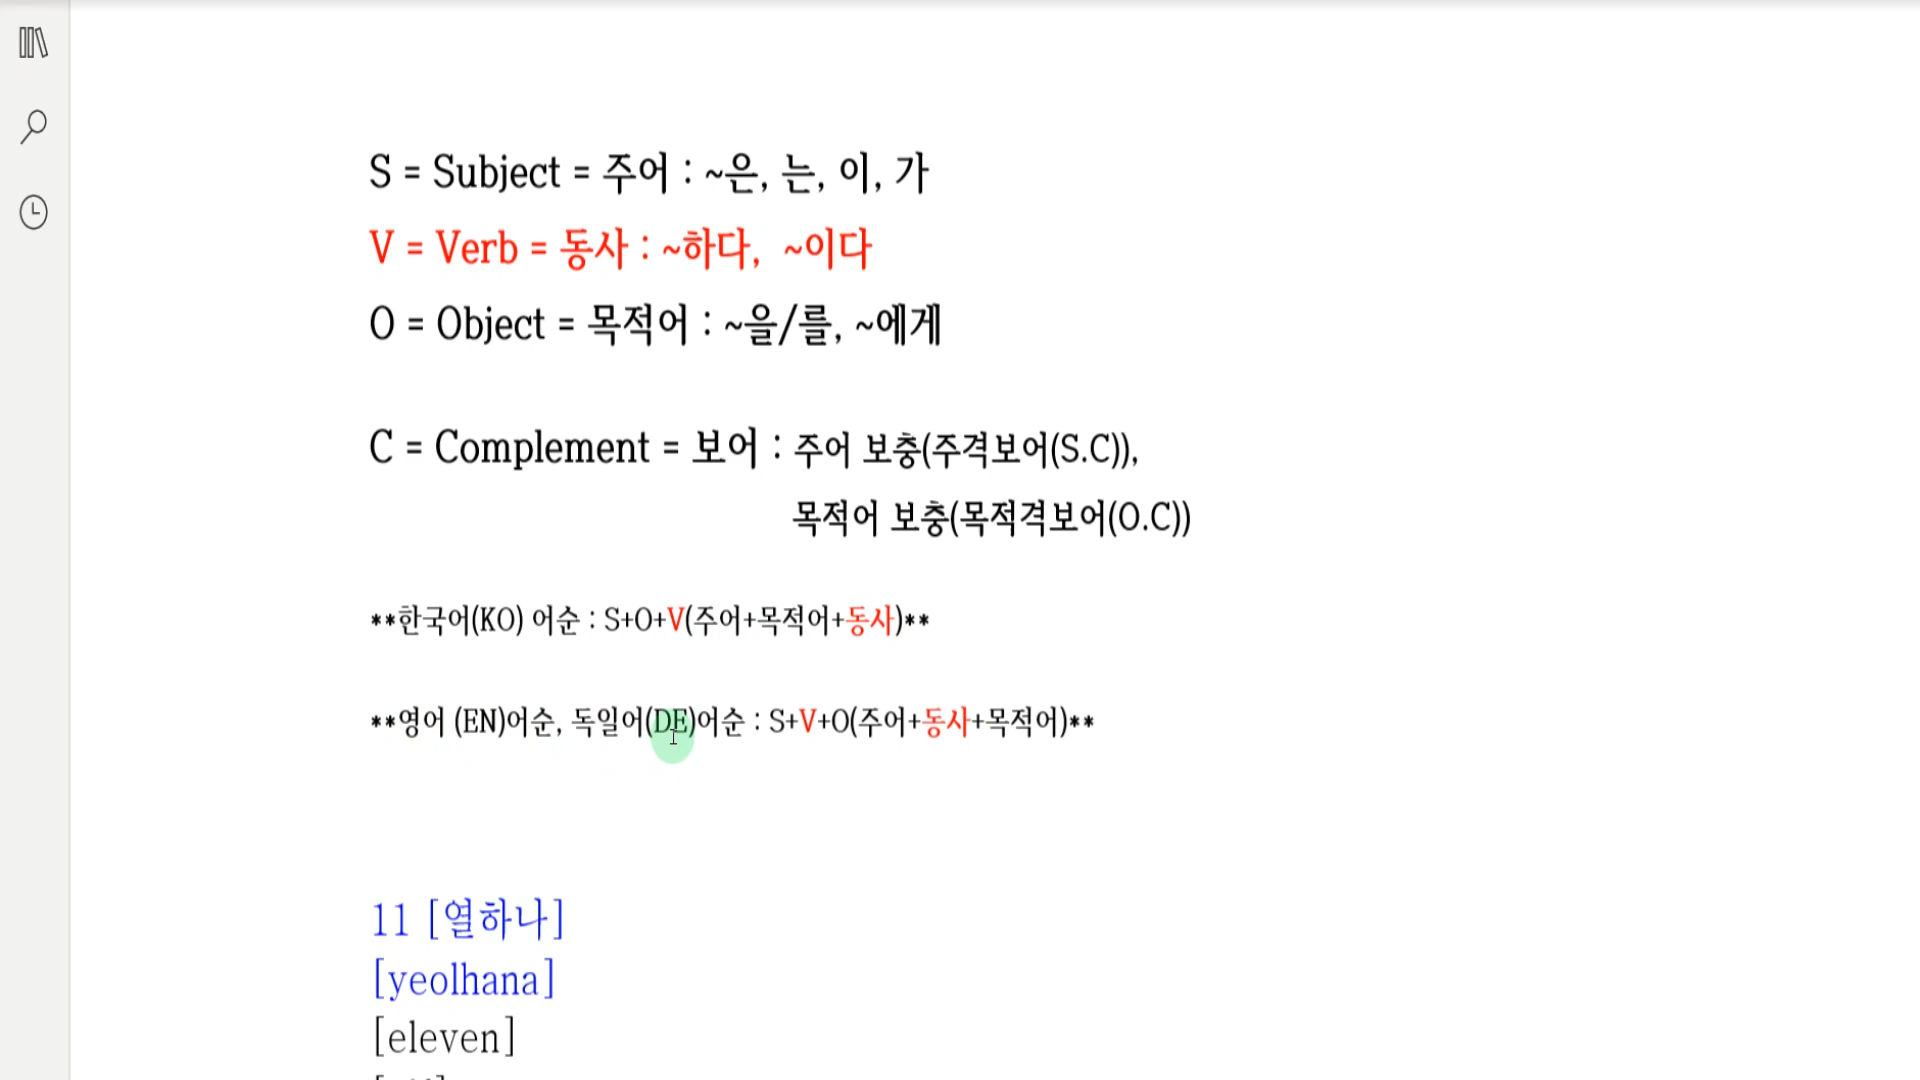 S = Subject = 주어 : ~은, 는, 이, 가
V = Verb = 동사 : ~하다, ~이다
O = Object = 목적어 : ~을/를, ~에게
C = Complement = 보어 : 주어 보충(주격보어(S.C)),
목적어 보충(목적격보어(O.C))
**한국어(KO) 어순 : S+O+V(주어+목적어+동사)**
**영어 (EN)어순, 독일어(DE)어순 : S+V+O(주어+동사+목적어)**
11 [열하나]
[yeolhana]
[eleven]